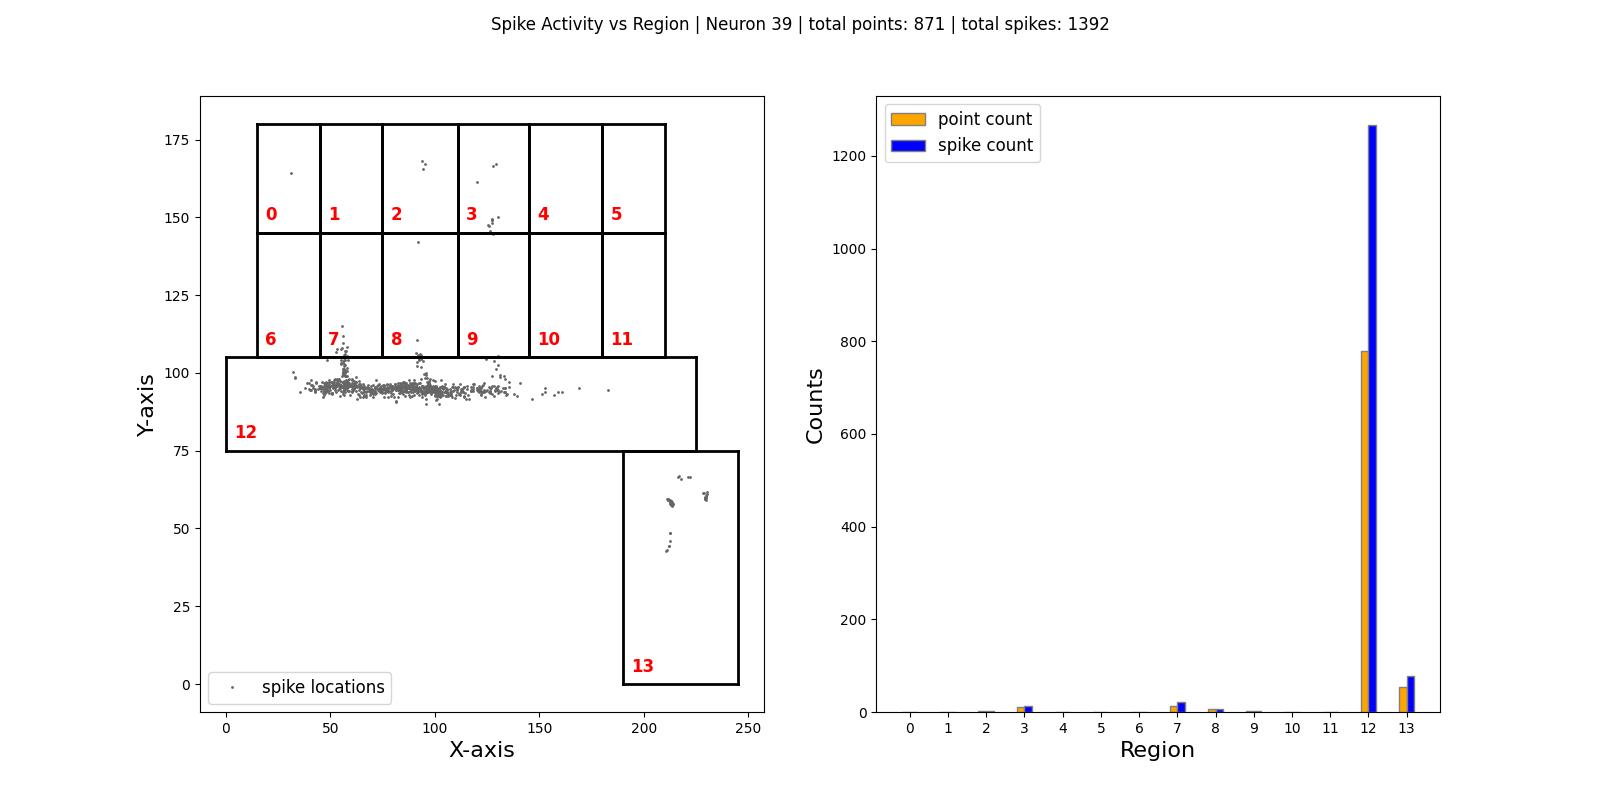 Spike Activity vs Region | Neuron 39 | total points: 871 | total spikes: 1392
175
150
125
100
75
50
25
0
Y-axis
0 1 2 3 4 5
6 7 8 9 10 11
12
13
spike locations
0 50 100 150 200 250
X-axis
point count
spike count
1200
1000
800
600
400
200
0
Counts
0 1 2 3 4 5 6 7 8 9 10 11 12 13
Region